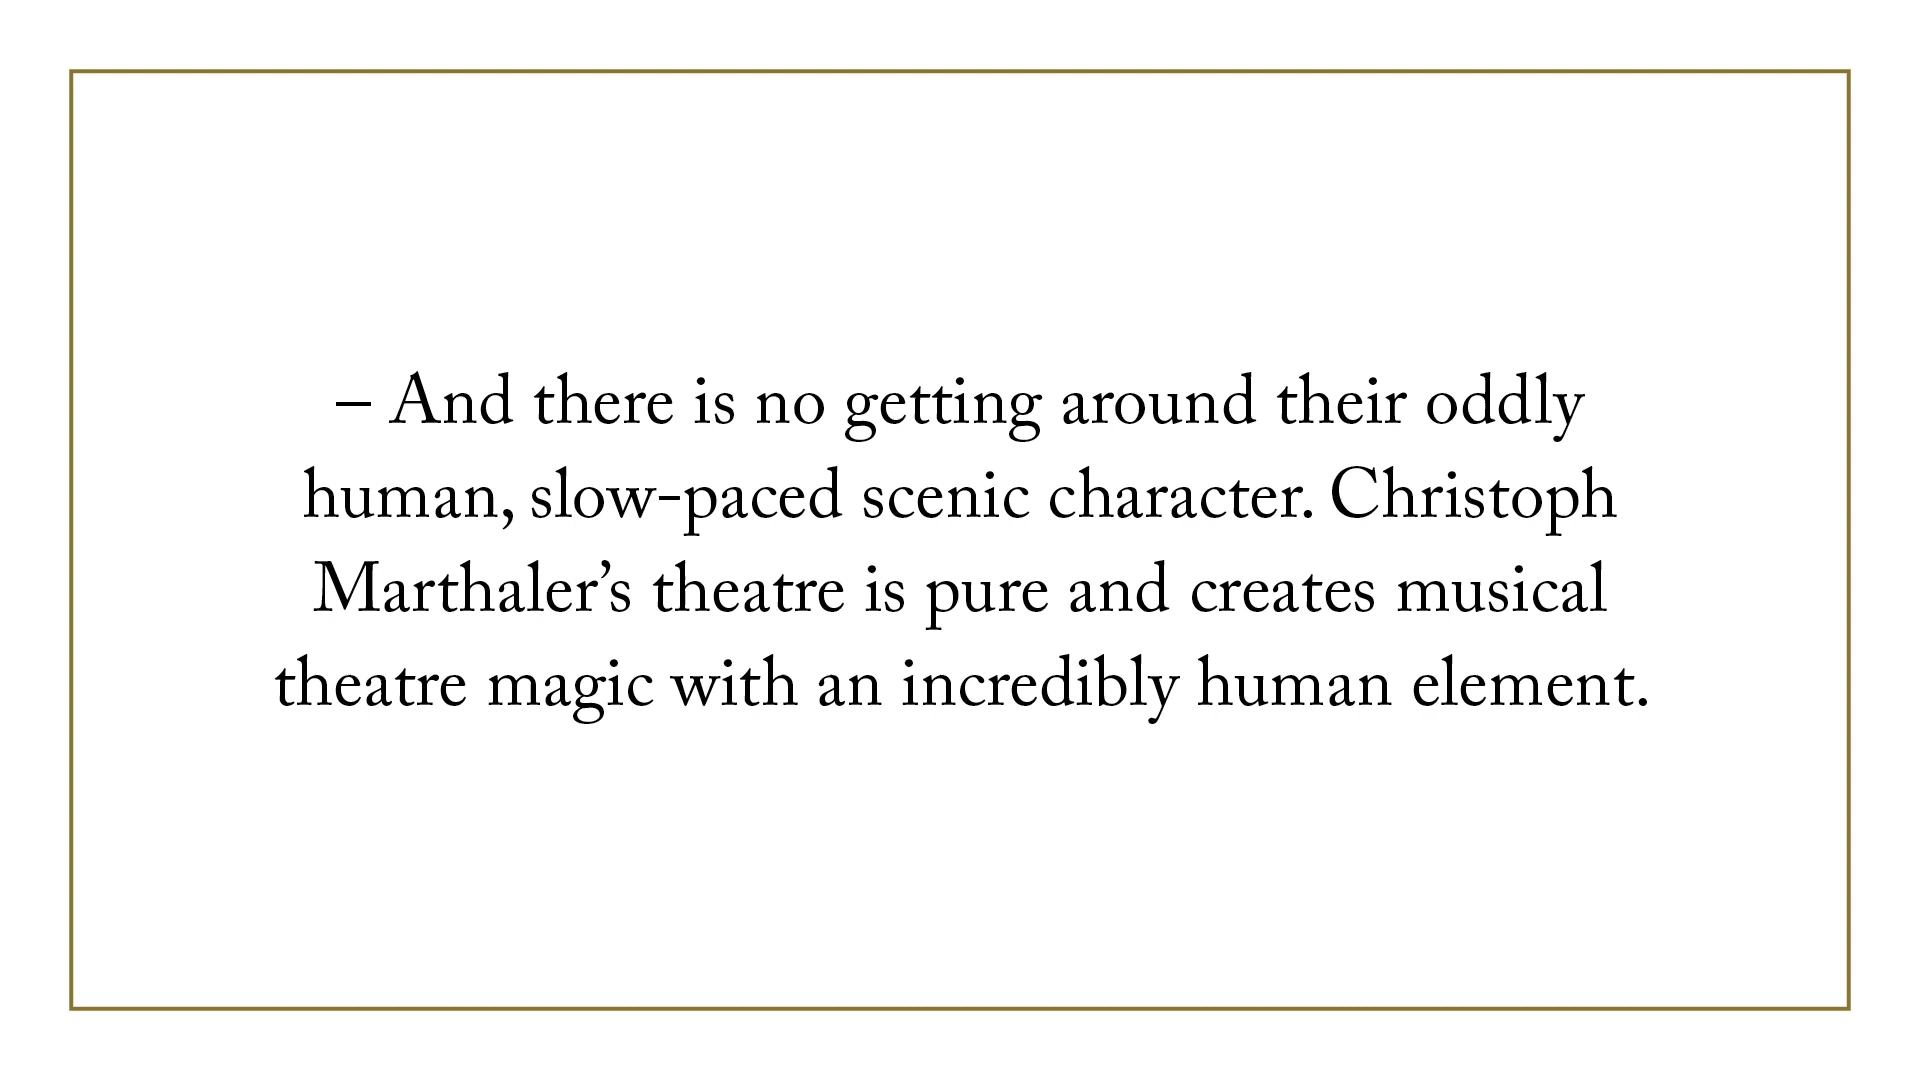 – And there is no getting around their oddly
human, slow-paced scenic character. Christoph
Marthaler’s theatre is pure and creates musical
theatre magic with an incredibly human element.